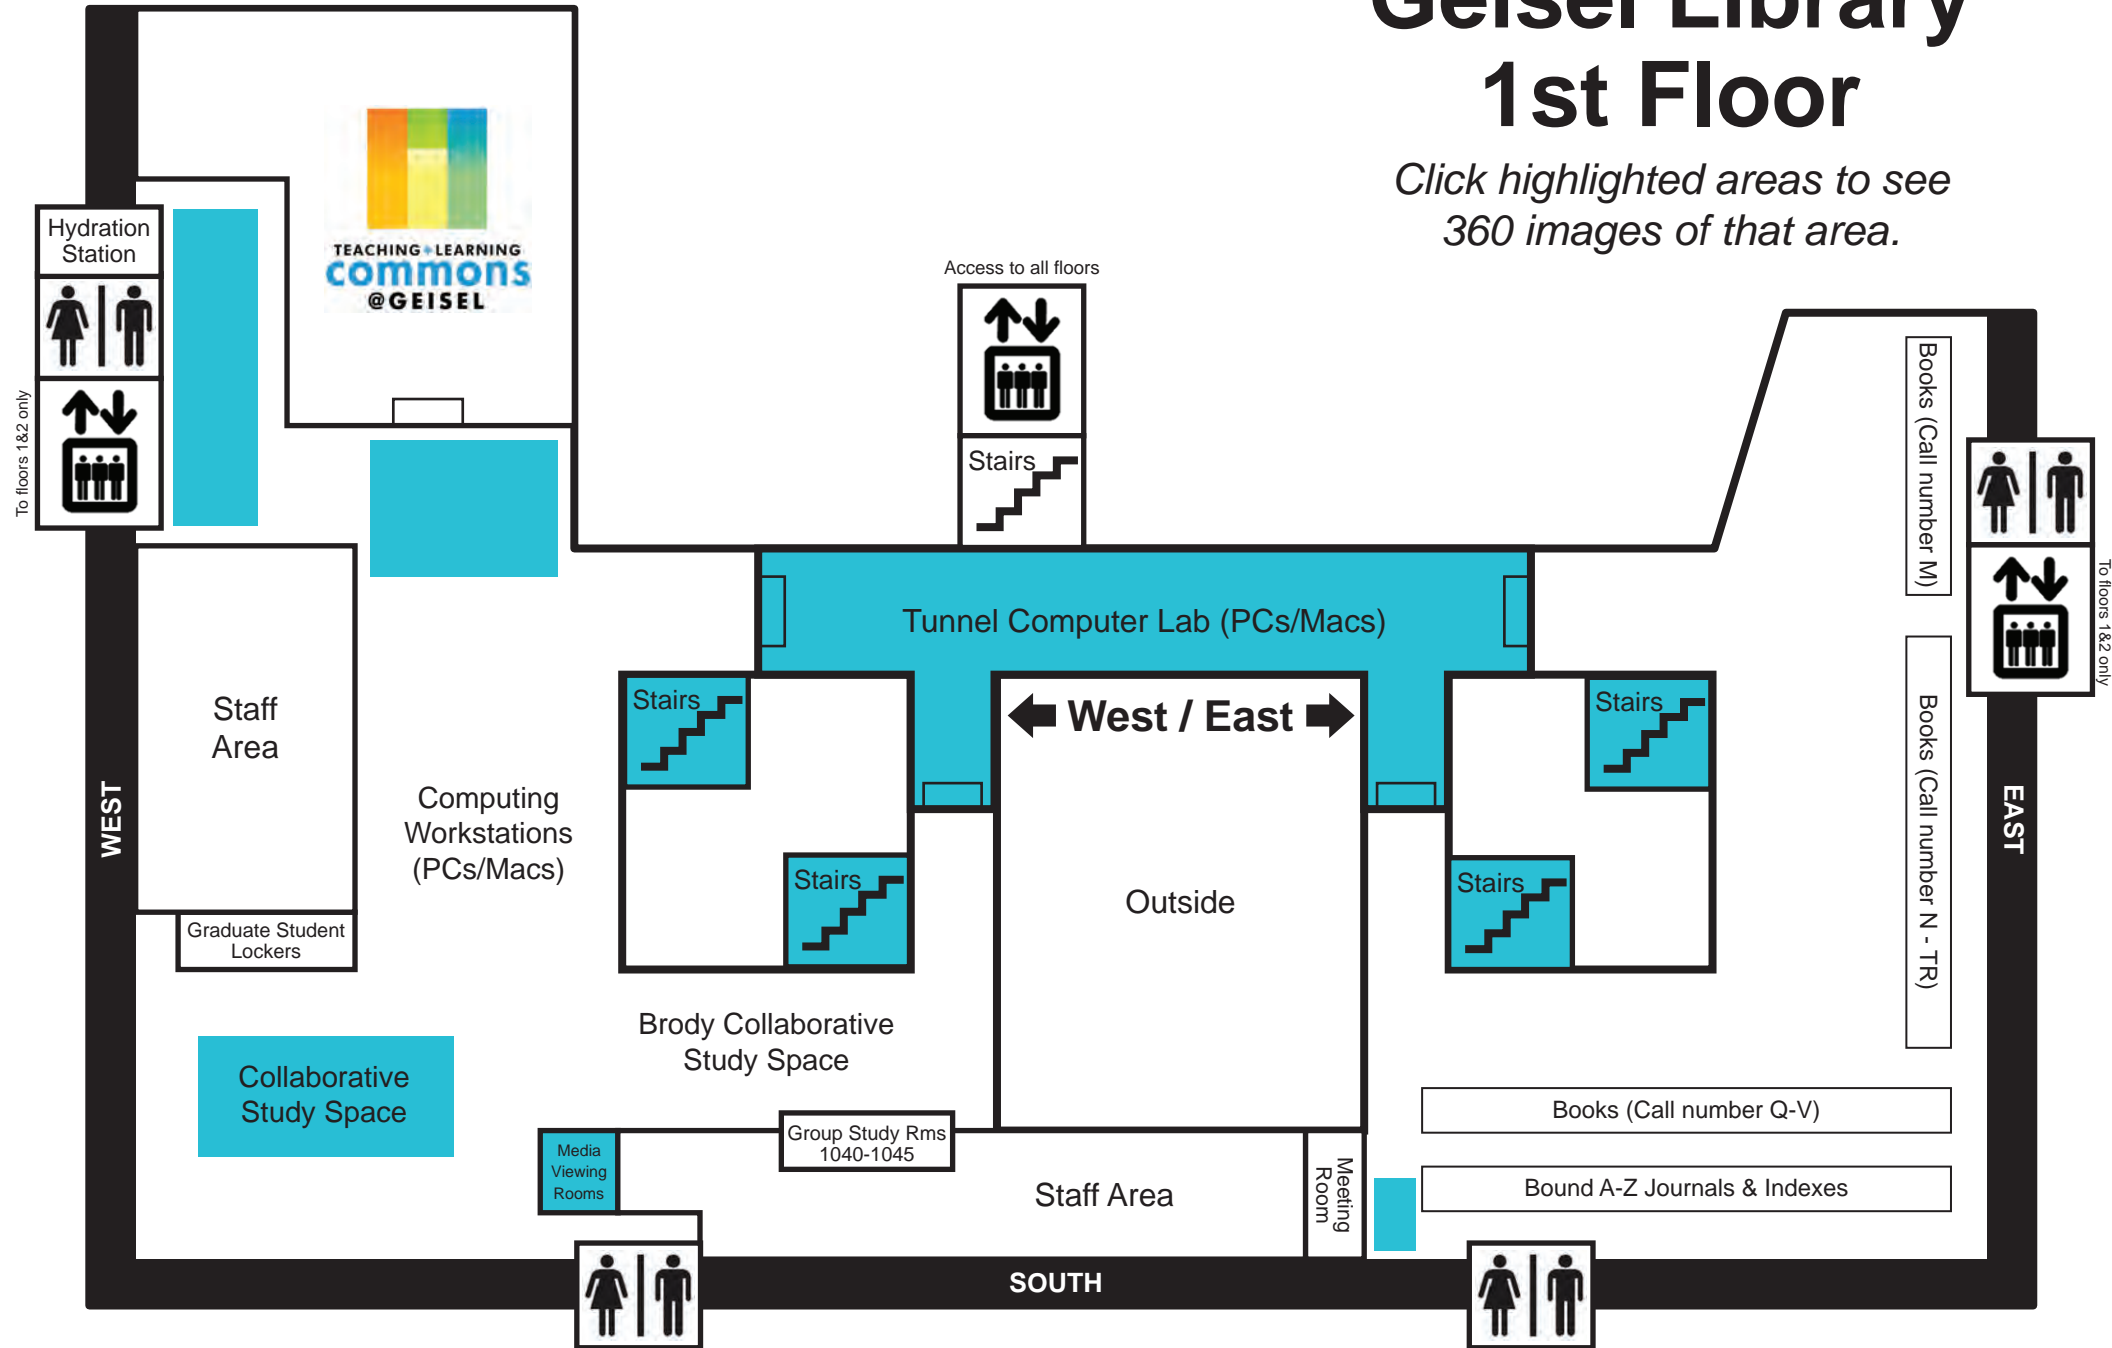 Geisel Library
1st Floor
Click highlighted areas to see
360 images of that area.
TEACHING+LEARNING
commons
@GEISEL
Hydration
Station
To floors 1&2 only
Access to all floors
Stairs
Books (Call number M)
To floors 1&2 only
Tunnel Computer Lab (PCs/Macs)
Staff
Area
Stairs
West / East
Stairs
Books (Call number N - TR)
WEST
Computing
Workstations
(PCs/Macs)
EAST
Stairs
Outside
Stairs
Graduate Student
Lockers
Brody Collaborative
Study Space
Collaborative
Study Space
Books (Call number Q-V)
Group Study Rms
1040-1045
Media
Viewing
Rooms
Staff Area
Meeting
Room
Bound A-Z Journals & Indexes
SOUTH